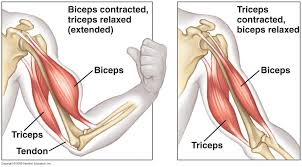 Biceps contracted,
triceps relaxed
(extended)
Biceps
Triceps
Tendon
Triceps
contracted,
biceps relaxed
Biceps
Triceps